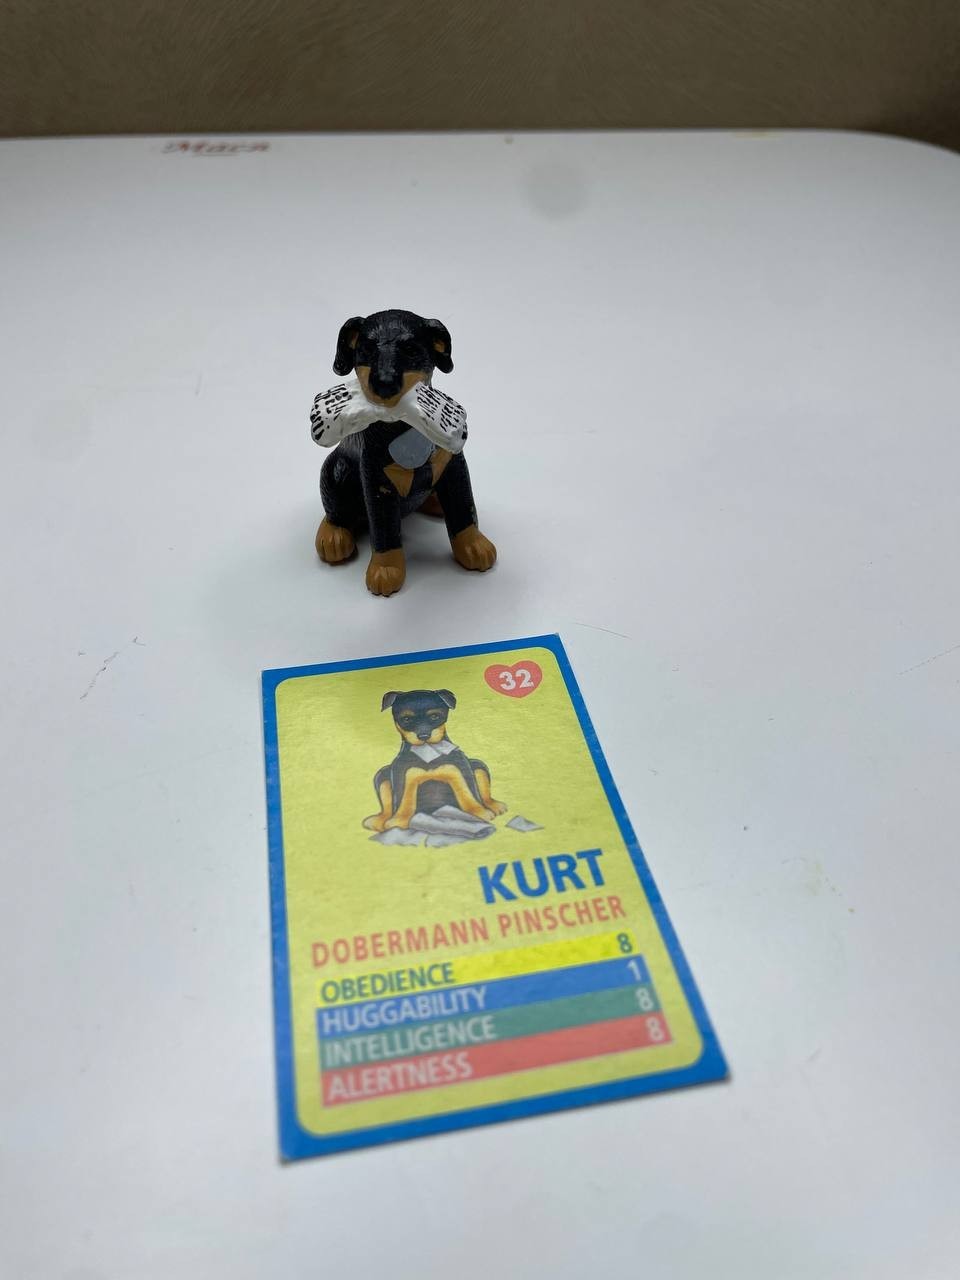 32
KURT
DOBERMANN PINSCHER
OBEDIENCE 8
HUGGABILITY 1
INTELLIGENCE 8
ALERTNESS 8